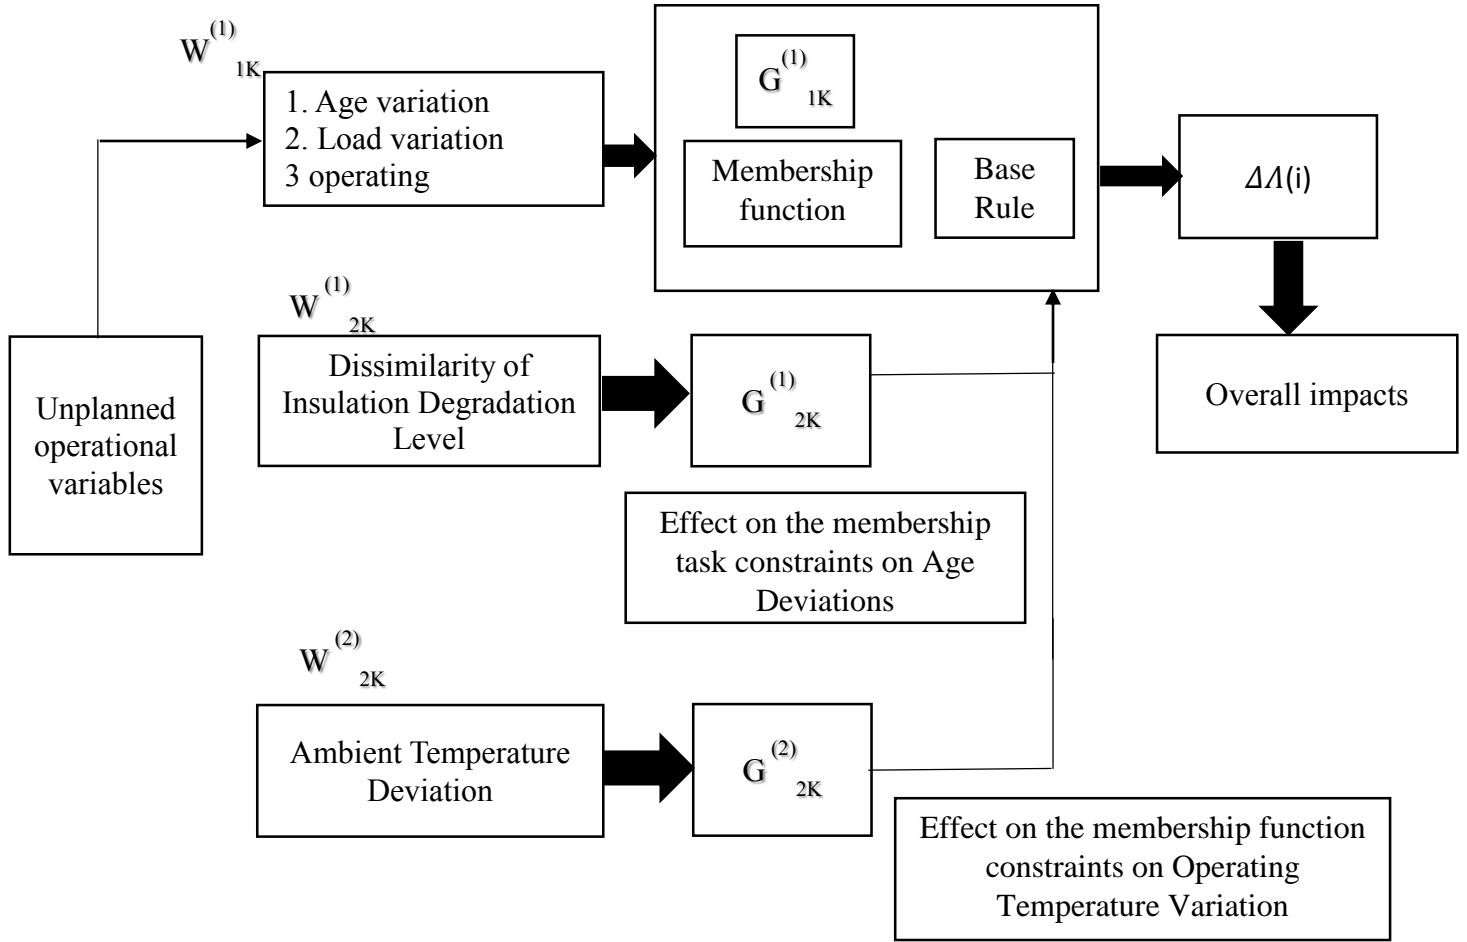 W(1)1K
1. Age variation
2. Load variation
3 operating
G(1)1K
Membership
function
Base
Rule
ΔΛ(i)
W(1)2K
Dissimilarity of
Insulation Degradation
Level
G(1)2K
Overall impacts
Unplanned
operational
variables
Effect on the membership
task constraints on Age
Deviations
W(2)2K
Ambient Temperature
Deviation
G(2)2K
Effect on the membership function
constraints on Operating
Temperature Variation